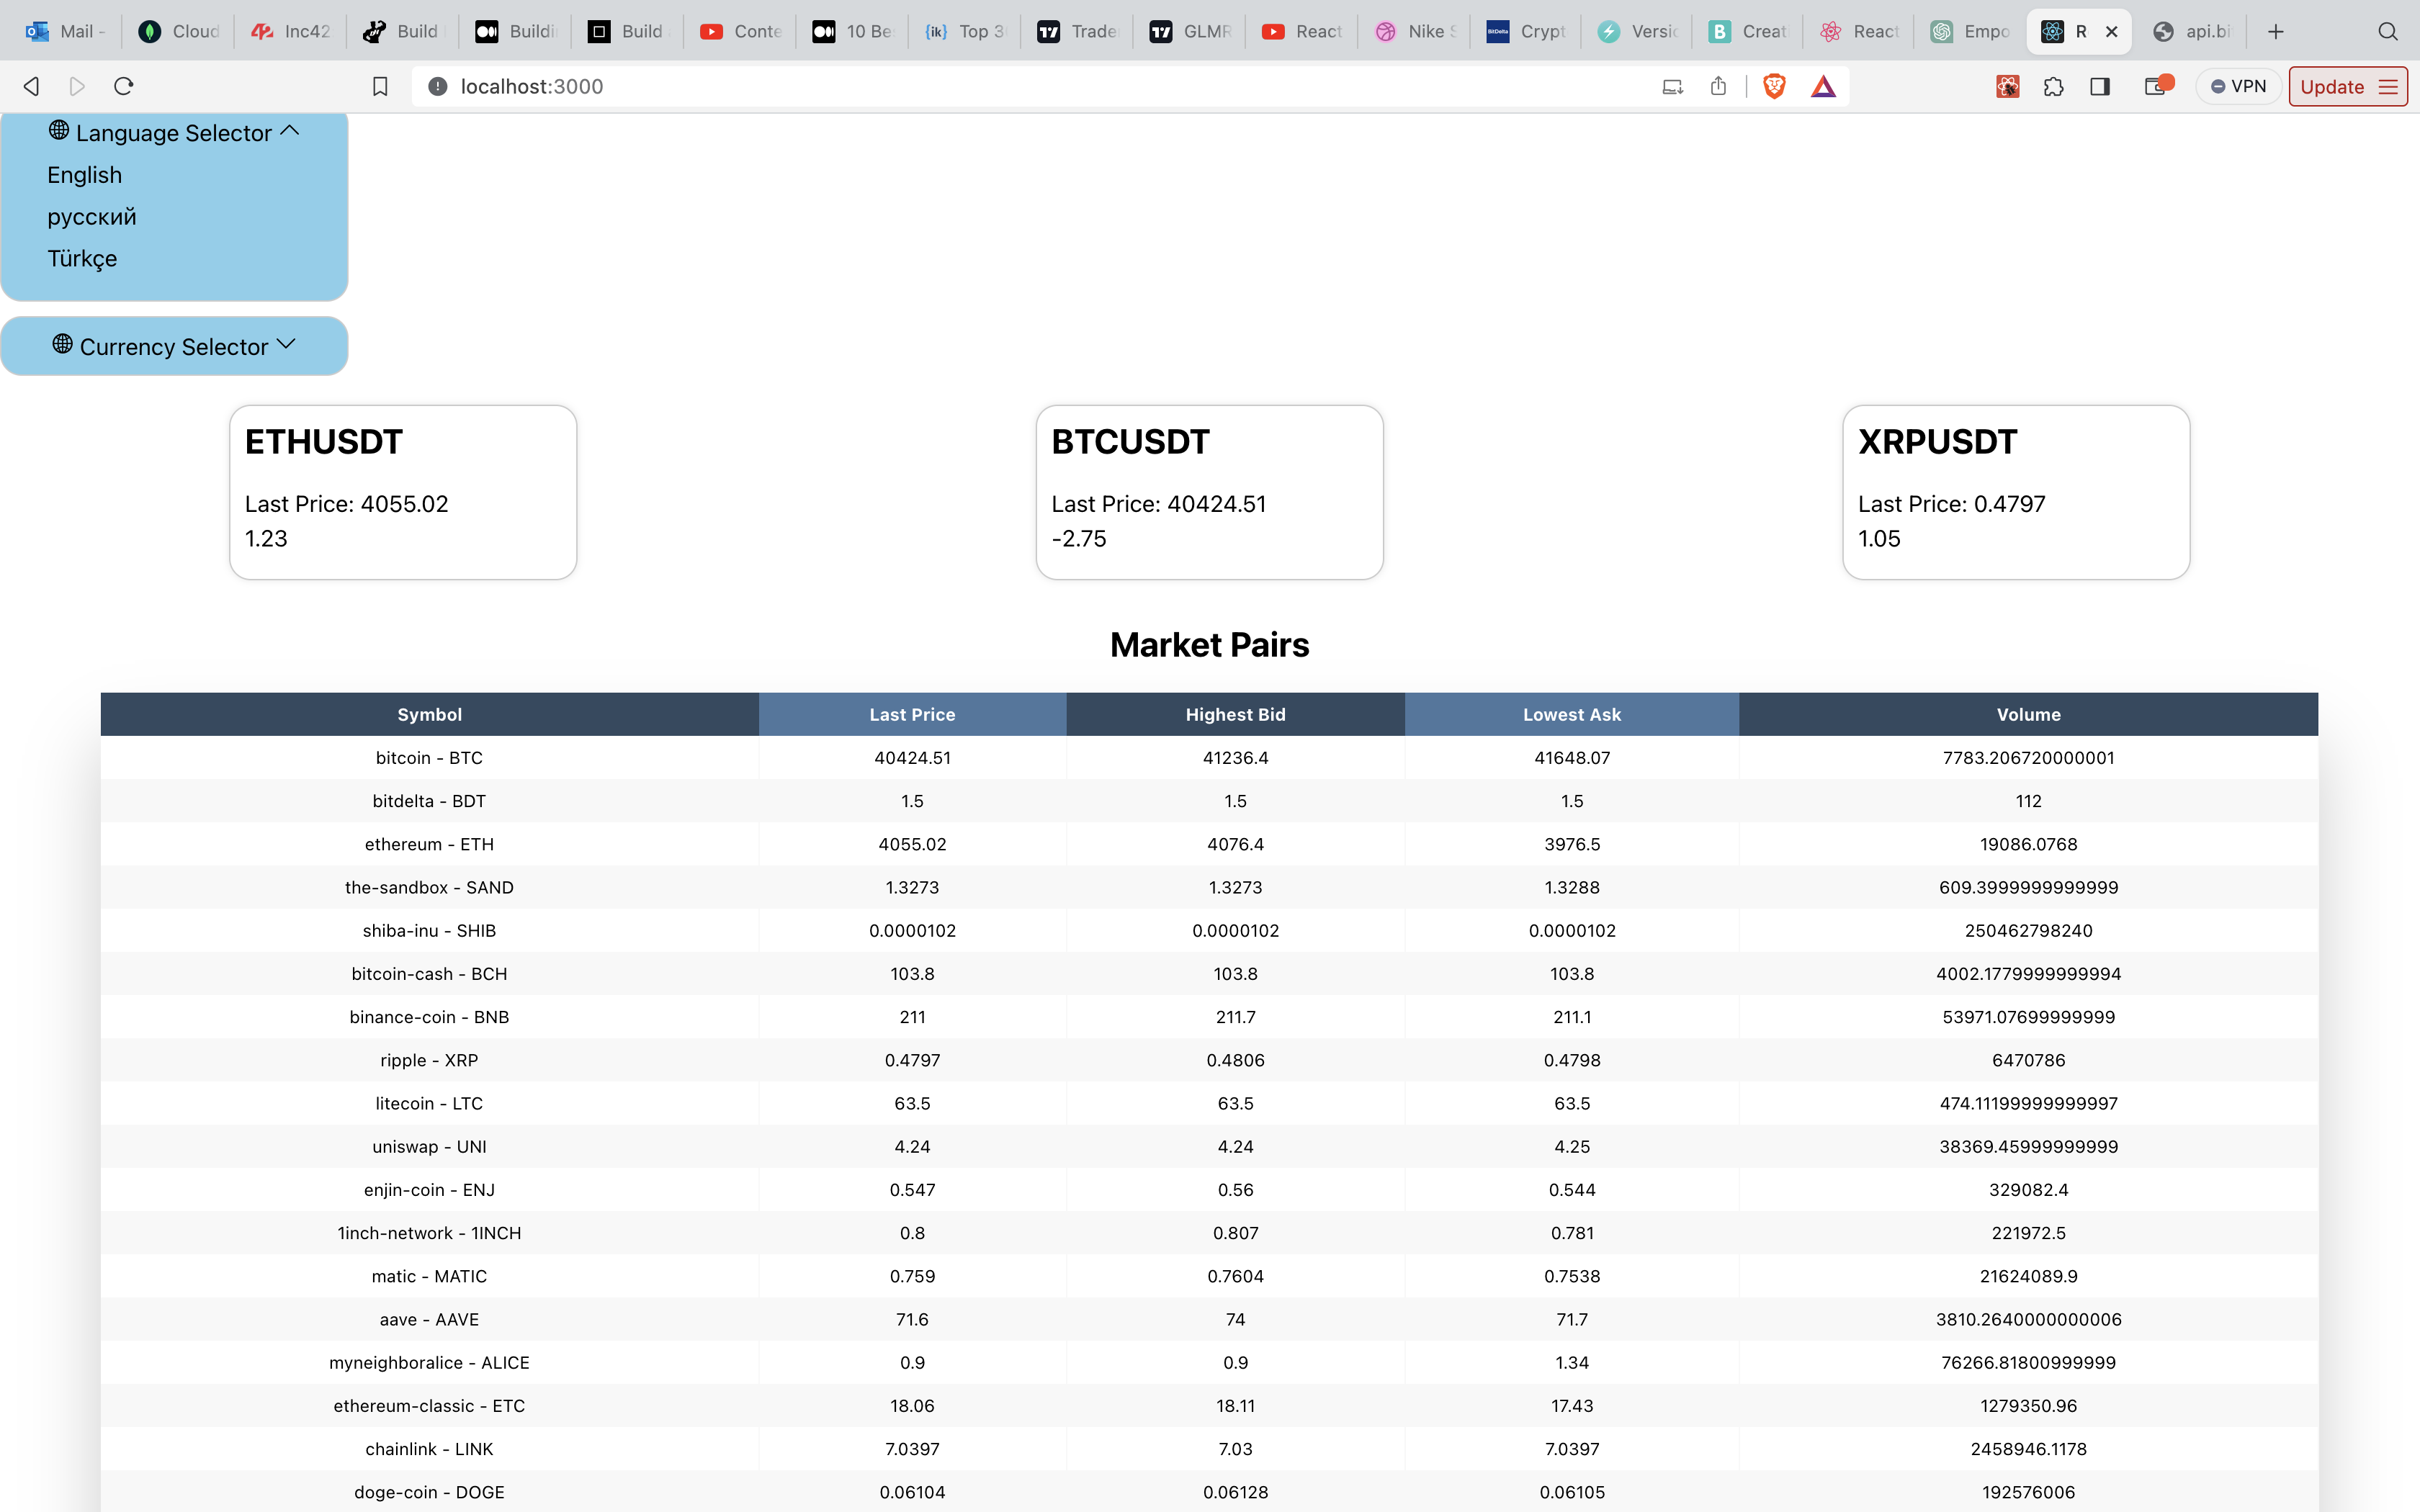 Mail -
Cloud
Inc42
Build
Buildi
Build
Conte
10 Be
{ik} Top 3
Trade
GLMR
React
Nike S
BitDelta Crypt
Versic
B Creat
React
Empo
R
api.bi
localhost:3000
VPN
Update
Language Selector
English
русский
Türkçe
Currency Selector
ETHUSDT
Last Price: 4055.02
1.23
BTCUSDT
Last Price: 40424.51
-2.75
XRPUSDT
Last Price: 0.4797
1.05
Market Pairs
Symbol Last Price Highest Bid Lowest Ask Volume
bitcoin - BTC 40424.51 41236.4 41648.07 7783.206720000001
bitdelta - BDT 1.5 1.5 1.5 112
ethereum - ETH 4055.02 4076.4 3976.5 19086.0768
the-sandbox - SAND 1.3273 1.3273 1.3288 609.3999999999999
shiba-inu - SHIB 0.0000102 0.0000102 0.0000102 250462798240
bitcoin-cash - BCH 103.8 103.8 103.8 4002.1779999999994
binance-coin - BNB 211 211.7 211.1 53971.07699999999
ripple - XRP 0.4797 0.4806 0.4798 6470786
litecoin - LTC 63.5 63.5 63.5 474.11199999999997
uniswap - UNI 4.24 4.24 4.25 38369.45999999999
enjin-coin - ENJ 0.547 0.56 0.544 329082.4
1inch-network - 1INCH 0.8 0.807 0.781 221972.5
matic - MATIC 0.759 0.7604 0.7538 21624089.9
aave - AAVE 71.6 74 71.7 3810.2640000000006
myneighboralice - ALICE 0.9 0.9 1.34 76266.81800999999
ethereum-classic - ETC 18.06 18.11 17.43 1279350.96
chainlink - LINK 7.0397 7.03 7.0397 2458946.1178
doge-coin - DOGE 0.06104 0.06128 0.06105 192576006